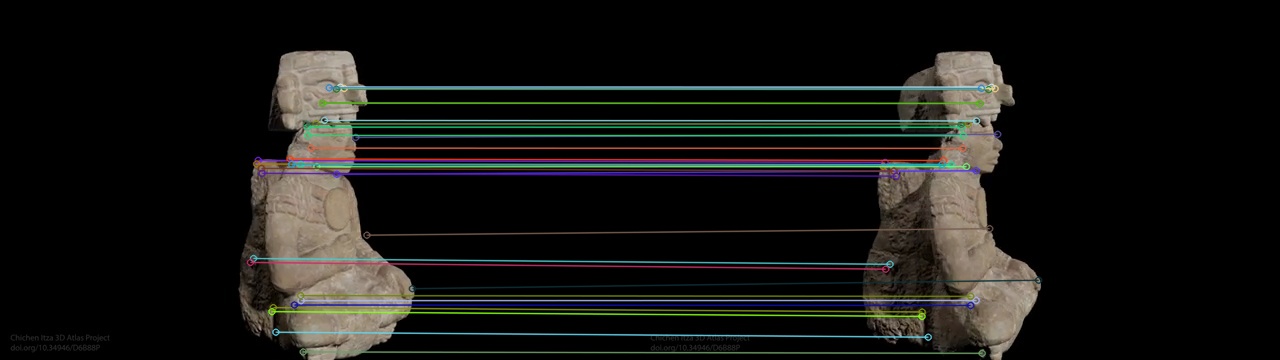 Chichen Itza 3D Atlas Project
doi.org/10.34946/D6B88P
Chichen Itza 3D Atlas Project
doi.org/10.34946/D6B88P